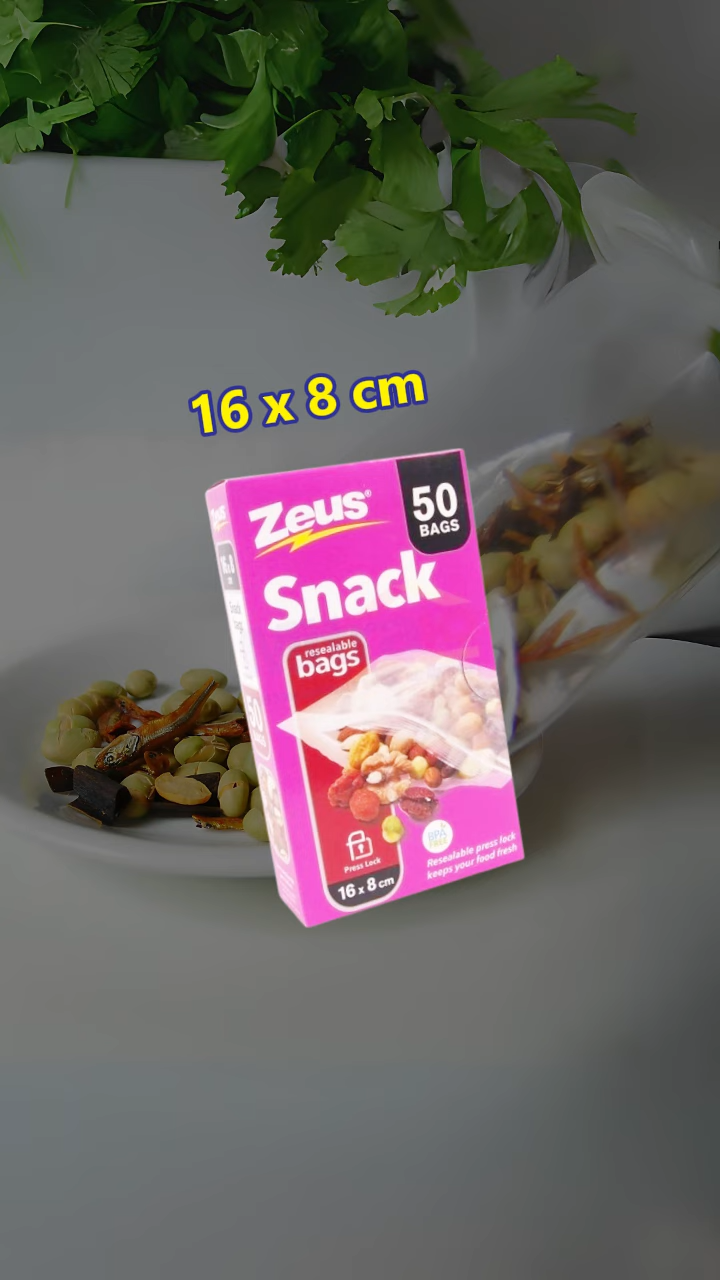 16 x 8 cm
Zeus®
50
BAGS
Snack
resealable
bags
BPA
FREE
Press Lock
16 x 8 cm
Resealable press lock
keeps your food fresh